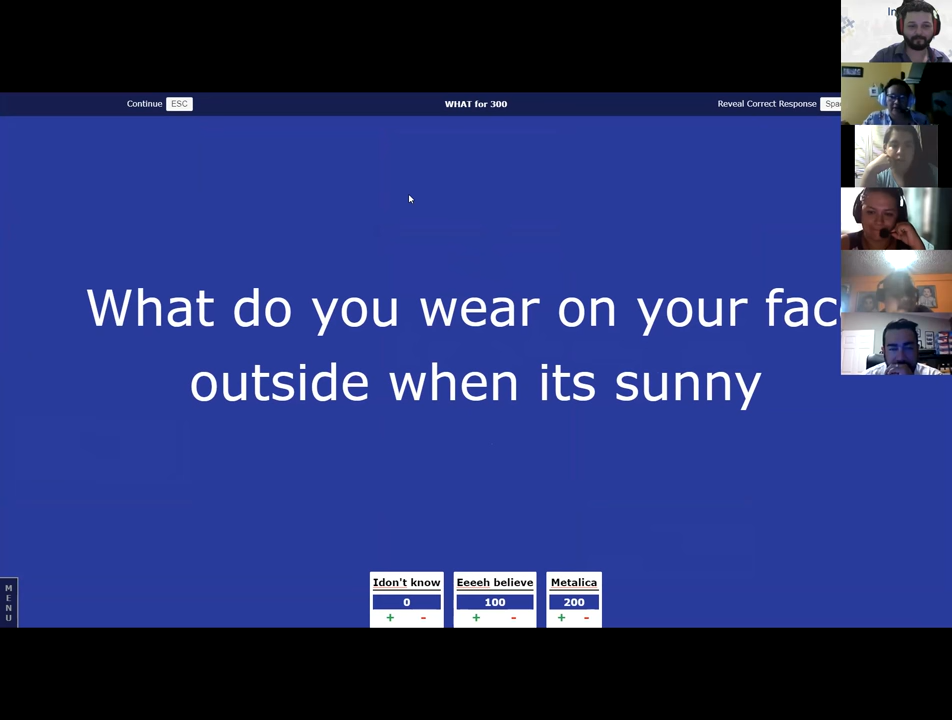 Continue ESC WHAT for 300 Reveal Correct Response
What do you wear on your fac
outside when its sunny
MENU
Idon't know Eeeeh believe Metalica
0 100 200
+ - + - + -